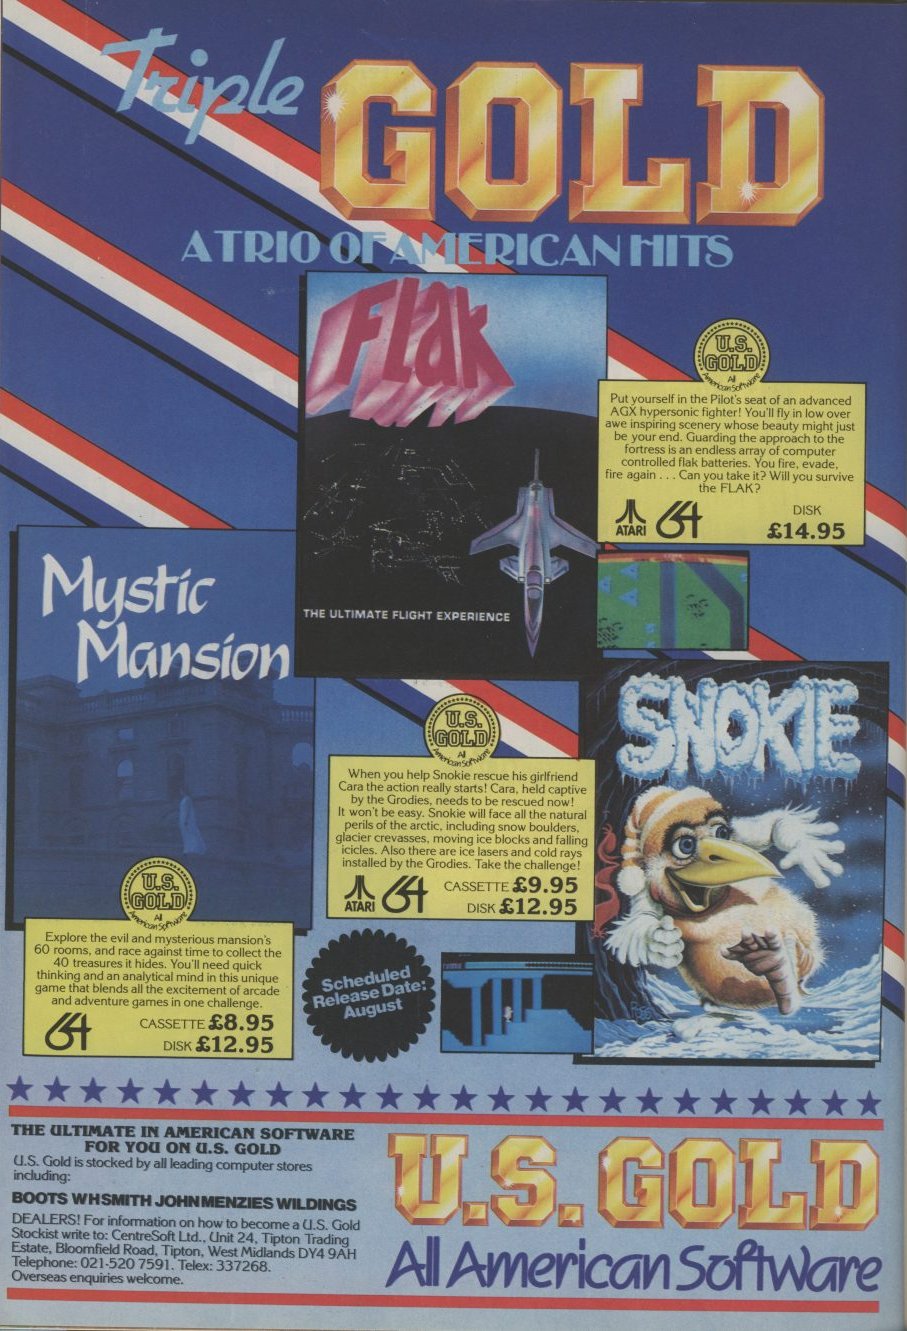 Triple
GOLD
A TRIO OF AMERICAN HITS
Flak
THE ULTIMATE FLIGHT EXPERIENCE
U.S.
GOLD
All
American Software
Put yourself in the Pilot's seat of an advanced
AGX hypersonic fighter! You'll fly in low over
awe inspiring scenery whose beauty might just
be your end. Guarding the approach to the
fortress is an endless array of computer
controlled flak batteries. You fire, evade,
fire again . . . Can you take it? Will you survive
the FLAK?
ATARI 64
DISK
£14.95
Mystic
Mansion
U.S.
GOLD
All
American Software
Explore the evil and mysterious mansion's
60 rooms, and race against time to collect the
40 treasures it hides. You'll need quick
thinking and an analytical mind in this unique
game that blends all the excitement of arcade
and adventure games in one challenge.
64
CASSETTE £8.95
DISK £12.95
SNOKIE
U.S.
GOLD
All
American Software
When you help Snokie rescue his girlfriend
Cara the action really starts! Cara, held captive
by the Grodies, needs to be rescued now!
It won't be easy. Snokie will face all the natural
perils of the arctic, including snow boulders,
glacier crevasses, moving ice blocks and falling
icicles. Also there are ice lasers and cold rays
installed by the Grodies. Take the challenge!
ATARI 64
CASSETTE £9.95
DISK £12.95
Scheduled
Release Date:
August
THE ULTIMATE IN AMERICAN SOFTWARE
FOR YOU ON U.S. GOLD
U.S. Gold is stocked by all leading computer stores
including:
BOOTS WHSMITH JOHN MENZIES WILDINGS
DEALERS! For information on how to become a U.S. Gold
Stockist write to: CentreSoft Ltd., Unit 24, Tipton Trading
Estate, Bloomfield Road, Tipton, West Midlands DY4 9AH
Telephone: 021-520 7591. Telex: 337268.
Overseas enquiries welcome.
U.S. GOLD
All American Software